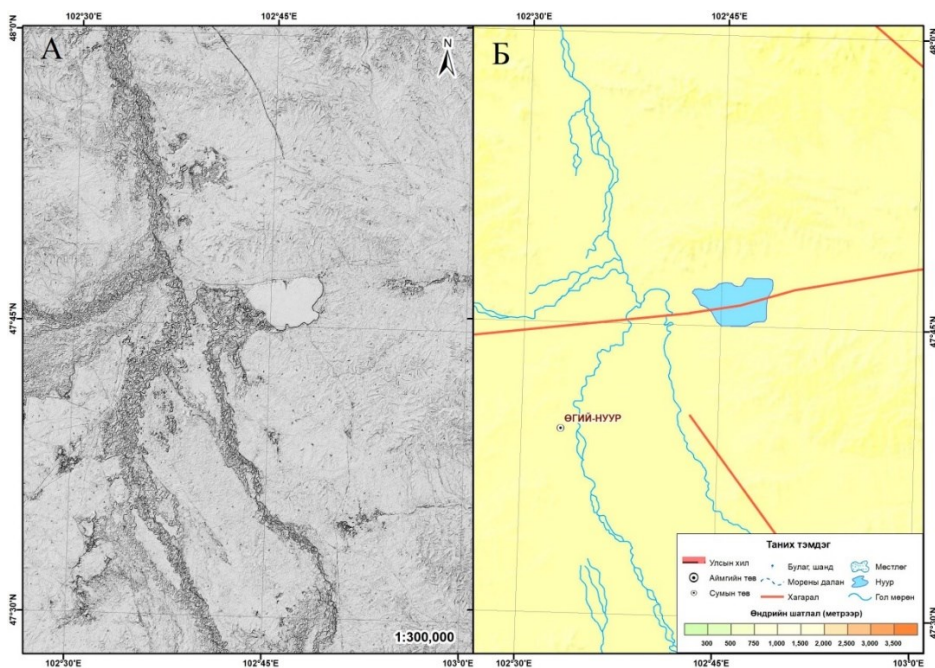 102°30'E
102°45'E
102°30'E
102°45'E
48°0'N
А
N
Б
48°0'N
47°45'N
47°45'N
ӨГИЙ-НУУР
47°30'N
1:300,000
Таних тэмдэг
Улсын хил
Булаг, шанд
Мөстлөг
Аймгийн төв
Морены далан
Нуур
Сумын төв
Хагарал
Гол мөрөн
Өндрийн шатлал (метрээр)
300 500 750 1,000 1,500 2,000 2,500 3,000 3,500
47°30'N
102°30'E
102°45'E
103°0'E
102°30'E
102°45'E
103°0'E